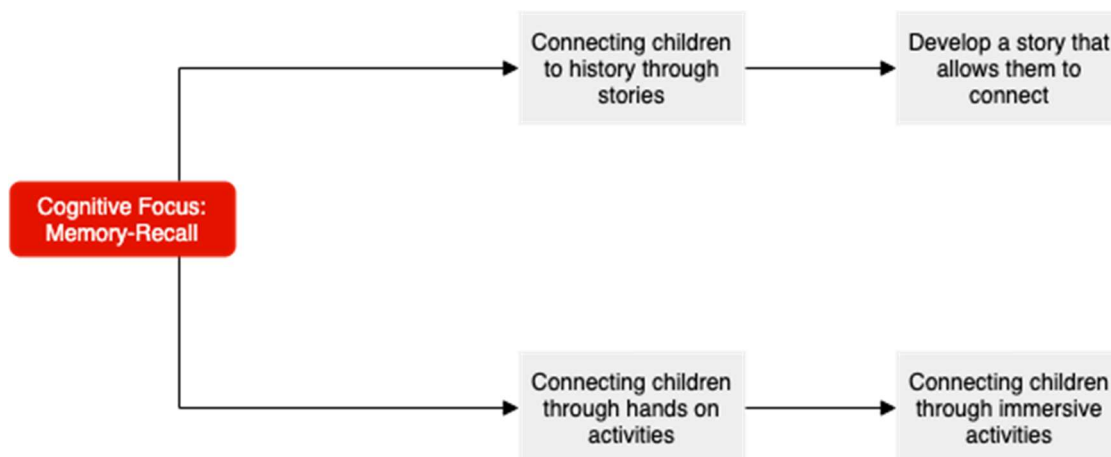 Connecting children
to history through
stories
Develop a story that
allows them to
connect
Cognitive Focus:
Memory-Recall
Connecting children
through hands on
activities
Connecting children
through immersive
activities